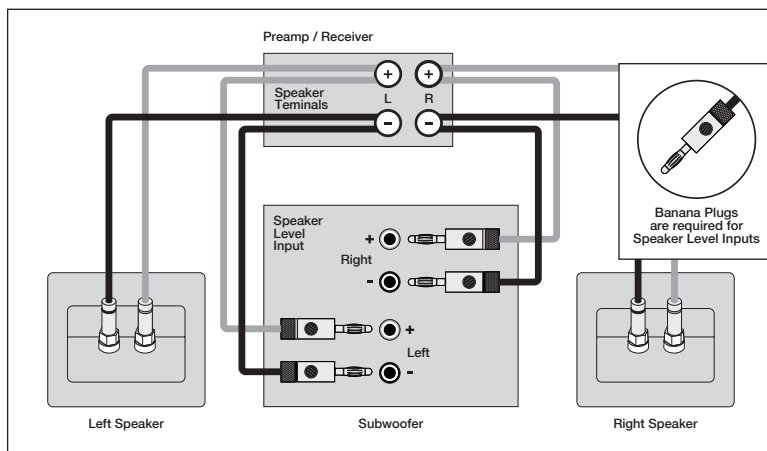 Preamp / Receiver
Speaker
Teminals
+
+
L
R
-
-
Banana Plugs
are required for
Speaker Level Inputs
Speaker
Level
Input
+
Right
-
+
Left
-
Left Speaker
Subwoofer
Right Speaker